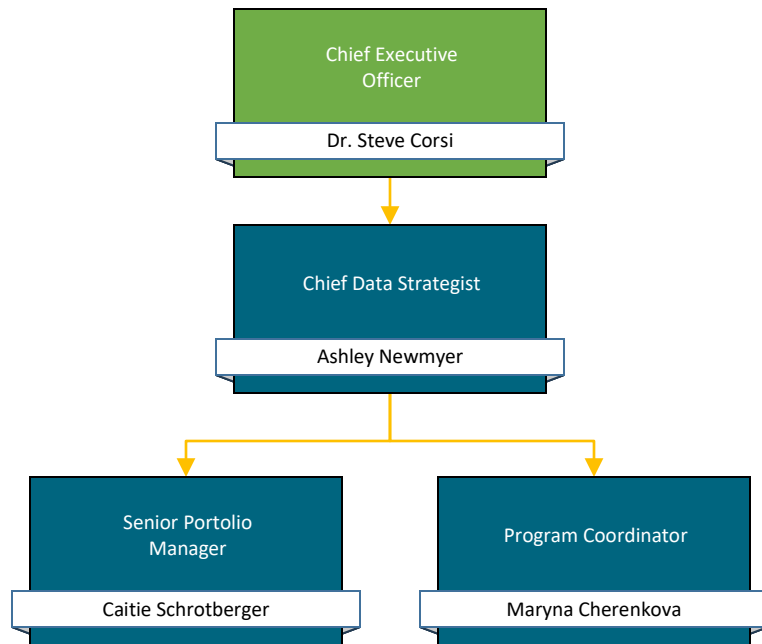 Chief Executive
Officer
Dr. Steve Corsi
Chief Data Strategist
Ashley Newmyer
Senior Portolio
Manager
Caitie Schrotberger
Program Coordinator
Maryna Cherenkova